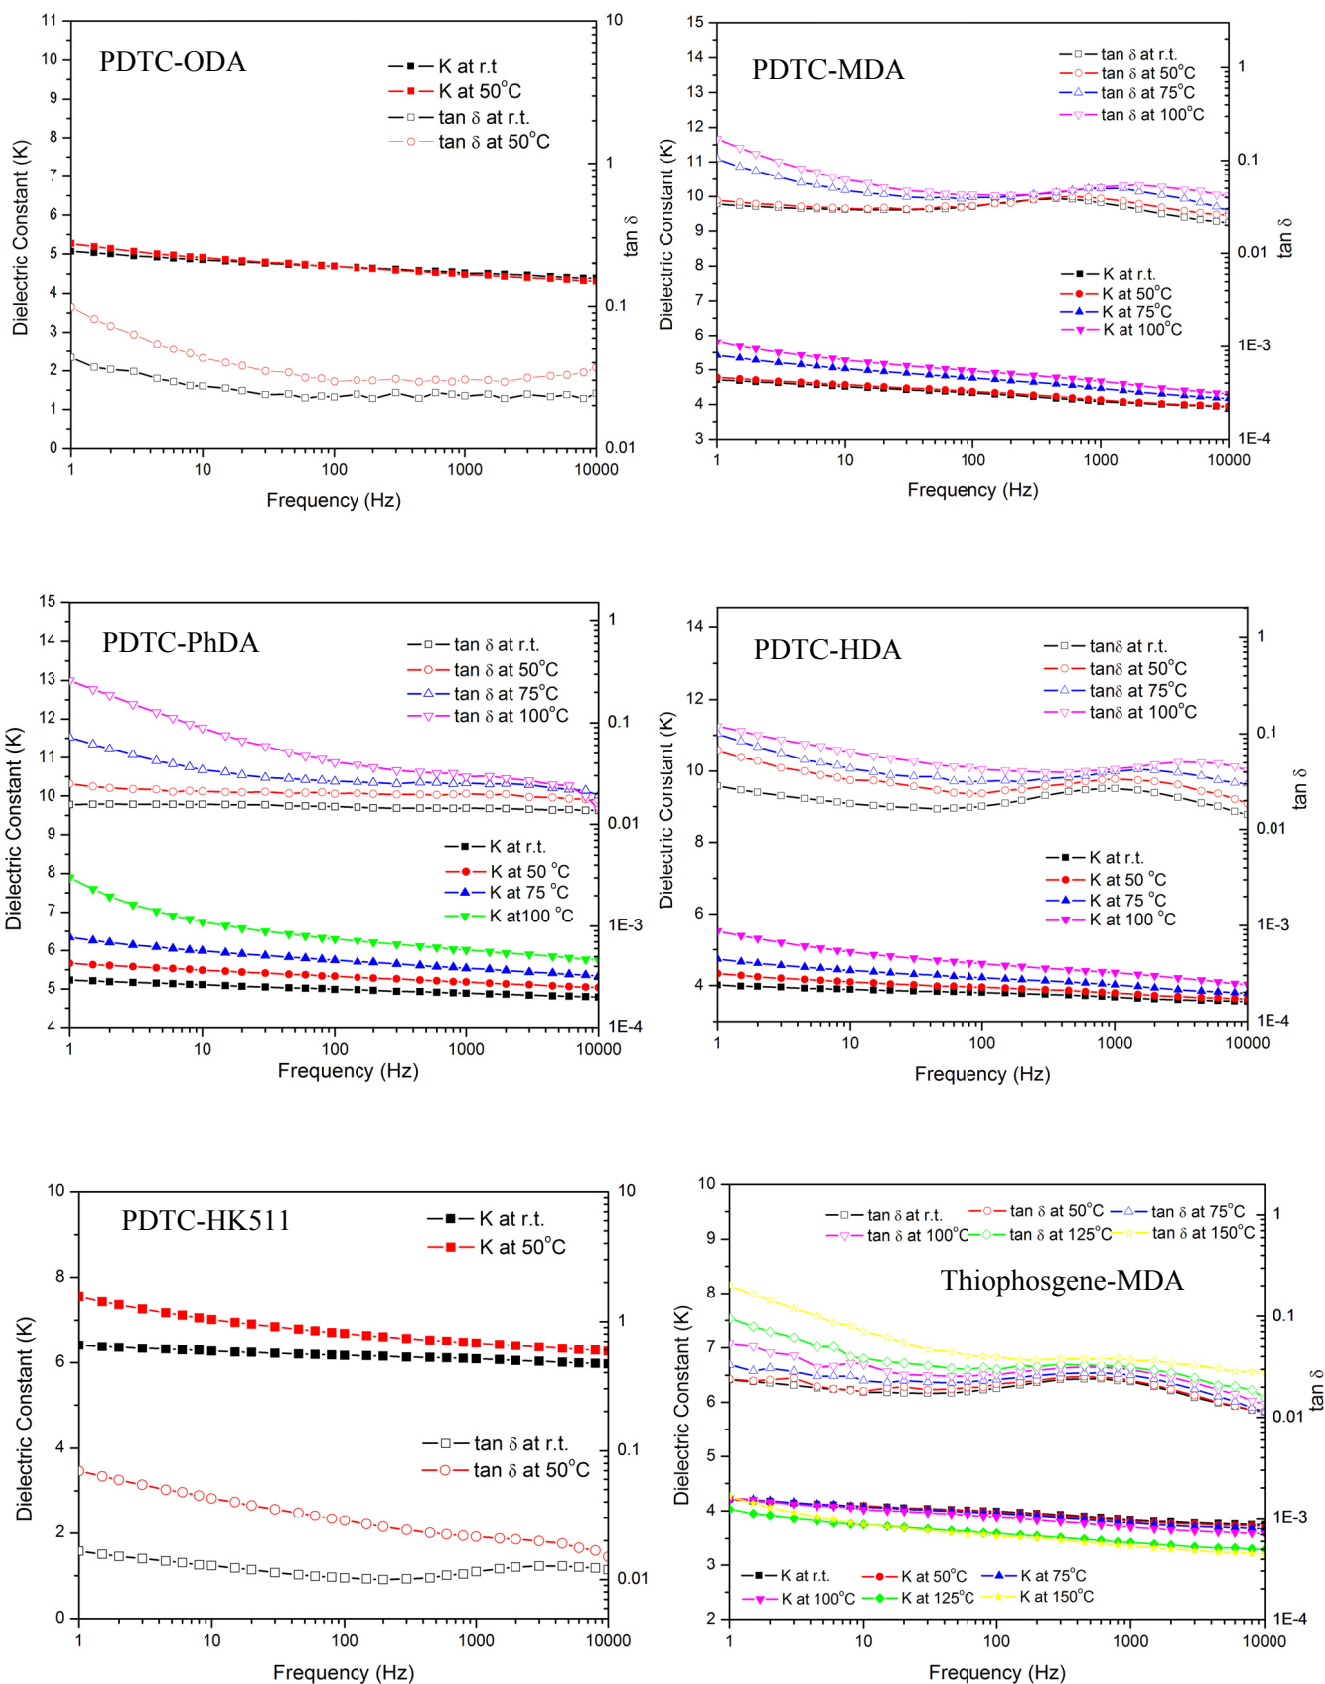 PDTC-ODA
K at r.t
K at 50°C
tan δ at r.t.
tan δ at 50°C
11
10
9
8
7
6
5
4
3
2
1
0
10
1
0.1
0.01
1
10
100
1000
10000
Dielectric Constant (K)
tan δ
Frequency (Hz)
PDTC-MDA
tan δ at r.t.
tan δ at 50°C
tan δ at 75°C
tan δ at 100°C
K at r.t.
K at 50°C
K at 75°C
K at 100°C
15
14
13
12
11
10
9
8
7
6
5
4
3
1
0.1
0.01
1E-3
1E-4
1
10
100
1000
10000
Dielectric Constant (K)
tan δ
Frequency (Hz)
PDTC-PhDA
tan δ at r.t.
tan δ at 50°C
tan δ at 75°C
tan δ at 100°C
K at r.t.
K at 50 °C
K at 75 °C
K at100 °C
15
14
13
12
11
10
9
8
7
6
5
4
1
0.1
0.01
1E-3
1E-4
1
10
100
1000
10000
Dielectric Constant (K)
tan δ
Frequency (Hz)
PDTC-HDA
tan δ at r.t.
tanδ at 50°C
tanδ at 75°C
tanδ at 100°C
K at r.t.
K at 50 °C
K at 75 °C
K at 100 °C
14
12
10
8
6
4
1
0.1
0.01
1E-3
1E-4
1
10
100
1000
10000
Dielectric Constant (K)
tan δ
Frequency (Hz)
PDTC-HK511
K at r.t.
K at 50°C
tan δ at r.t.
tan δ at 50°C
10
8
6
4
2
0
10
1
0.1
0.01
1
10
100
1000
10000
Dielectric Constant (K)
tan δ
Frequency (Hz)
tan δ at r.t. tan δ at 50°C tan δ at 75°C
tan δ at 100°C tan δ at 125°C tan δ at 150°C
Thiophosgene-MDA
K at r.t. K at 50°C K at 75°C
K at 100°C K at 125°C K at 150°C
10
9
8
7
6
5
4
3
2
1
0.1
0.01
1E-3
1E-4
1
10
100
1000
10000
Dielectric Constant (K)
tan δ
Frequency (Hz)